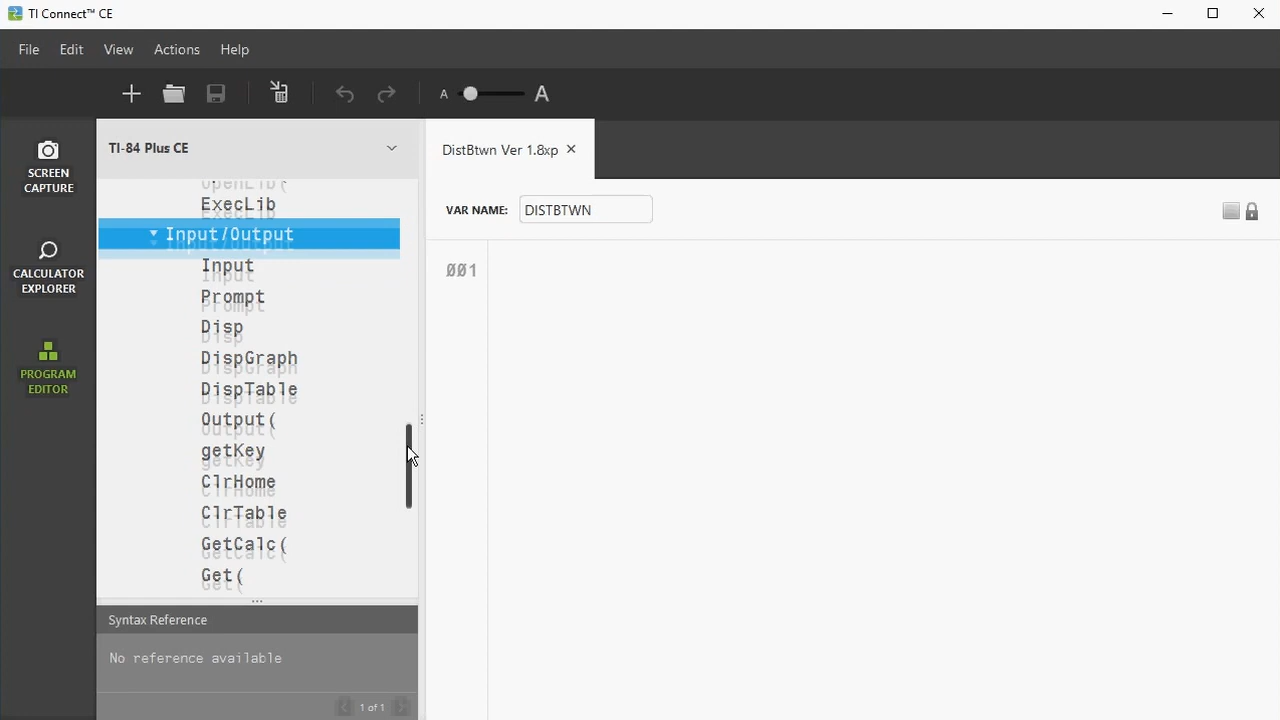 TI Connect™ CE
File Edit View Actions Help
A A
TI-84 Plus CE
DistBtwn Ver 1.8xp
SCREEN
CAPTURE
CALCULATOR
EXPLORER
PROGRAM
EDITOR
OpenLib(
ExecLib
Input/Output
Input
Prompt
Disp
DispGraph
DispTable
Output(
getKey
ClrHome
ClrTable
GetCalc(
Get(
Syntax Reference
No reference available
1 of 1
VAR NAME: DISTBTWN
001